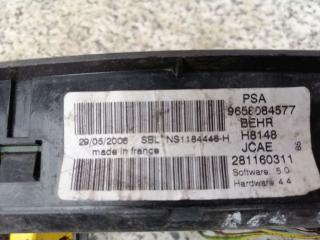 PSA
9658084577
BEHR
H8148
29/05/2006 SBL NS1184448-H
JCAE
made in france
281160311
Software: 5.0
Hardware 4.4